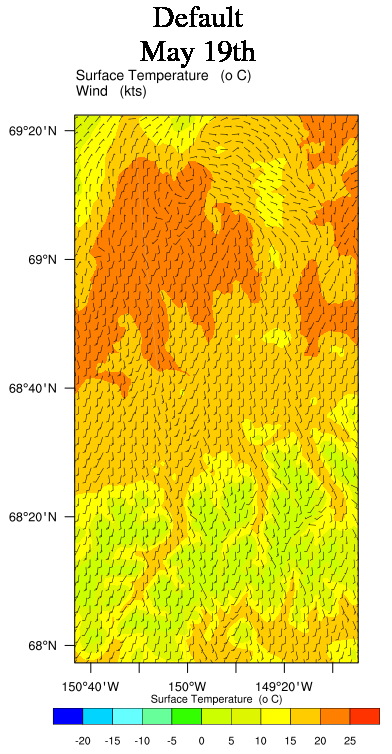 Default
May 19th
Surface Temperature (o C)
Wind (kts)
69°20'N
69°N
68°40'N
68°20'N
68°N
150°40'W 150°W 149°20'W
Surface Temperature (o C)
-20 -15 -10 -5 0 5 10 15 20 25